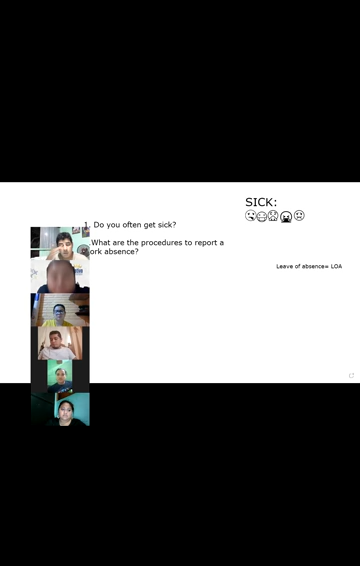 SICK:
1. Do you often get sick?
What are the procedures to report a
ork absence?
Leave of absence= LOA